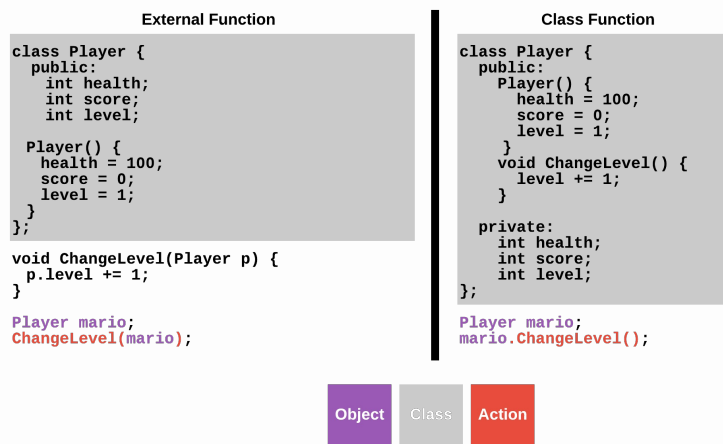 External Function
class Player {
public:
int health;
int score;
int level;
Player() {
health = 100;
score = 0;
level = 1;
}
};
void ChangeLevel(Player p) {
p.level += 1;
}
Player mario;
ChangeLevel(mario);
Class Function
class Player {
public:
Player() {
health = 100;
score = 0;
level = 1;
}
void ChangeLevel() {
level += 1;
}
private:
int health;
int score;
int level;
};
Player mario;
mario.ChangeLevel();
Object
Class
Action